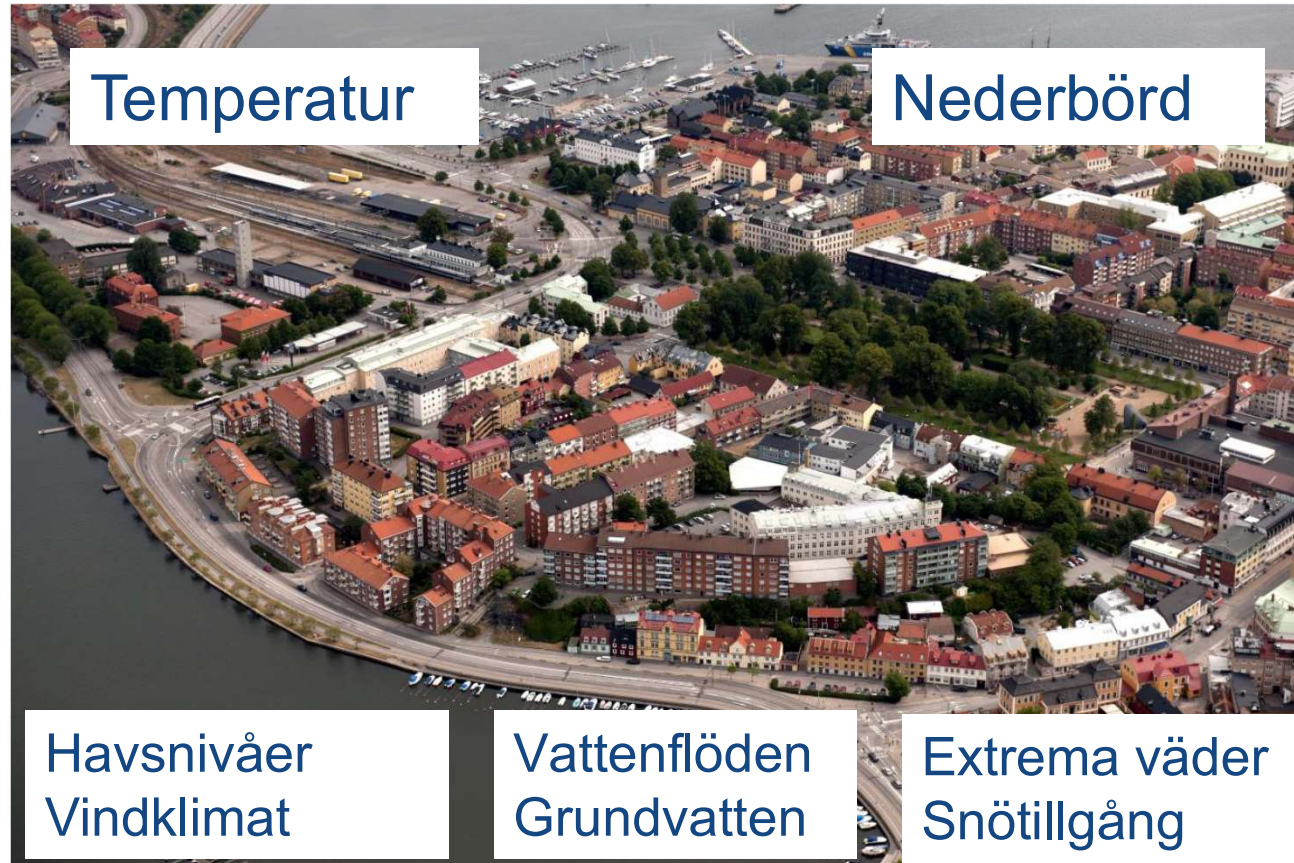 Temperatur
Nederbörd
Havsnivåer
Vindklimat
Vattenflöden
Grundvatten
Extrema väder
Snötillgång